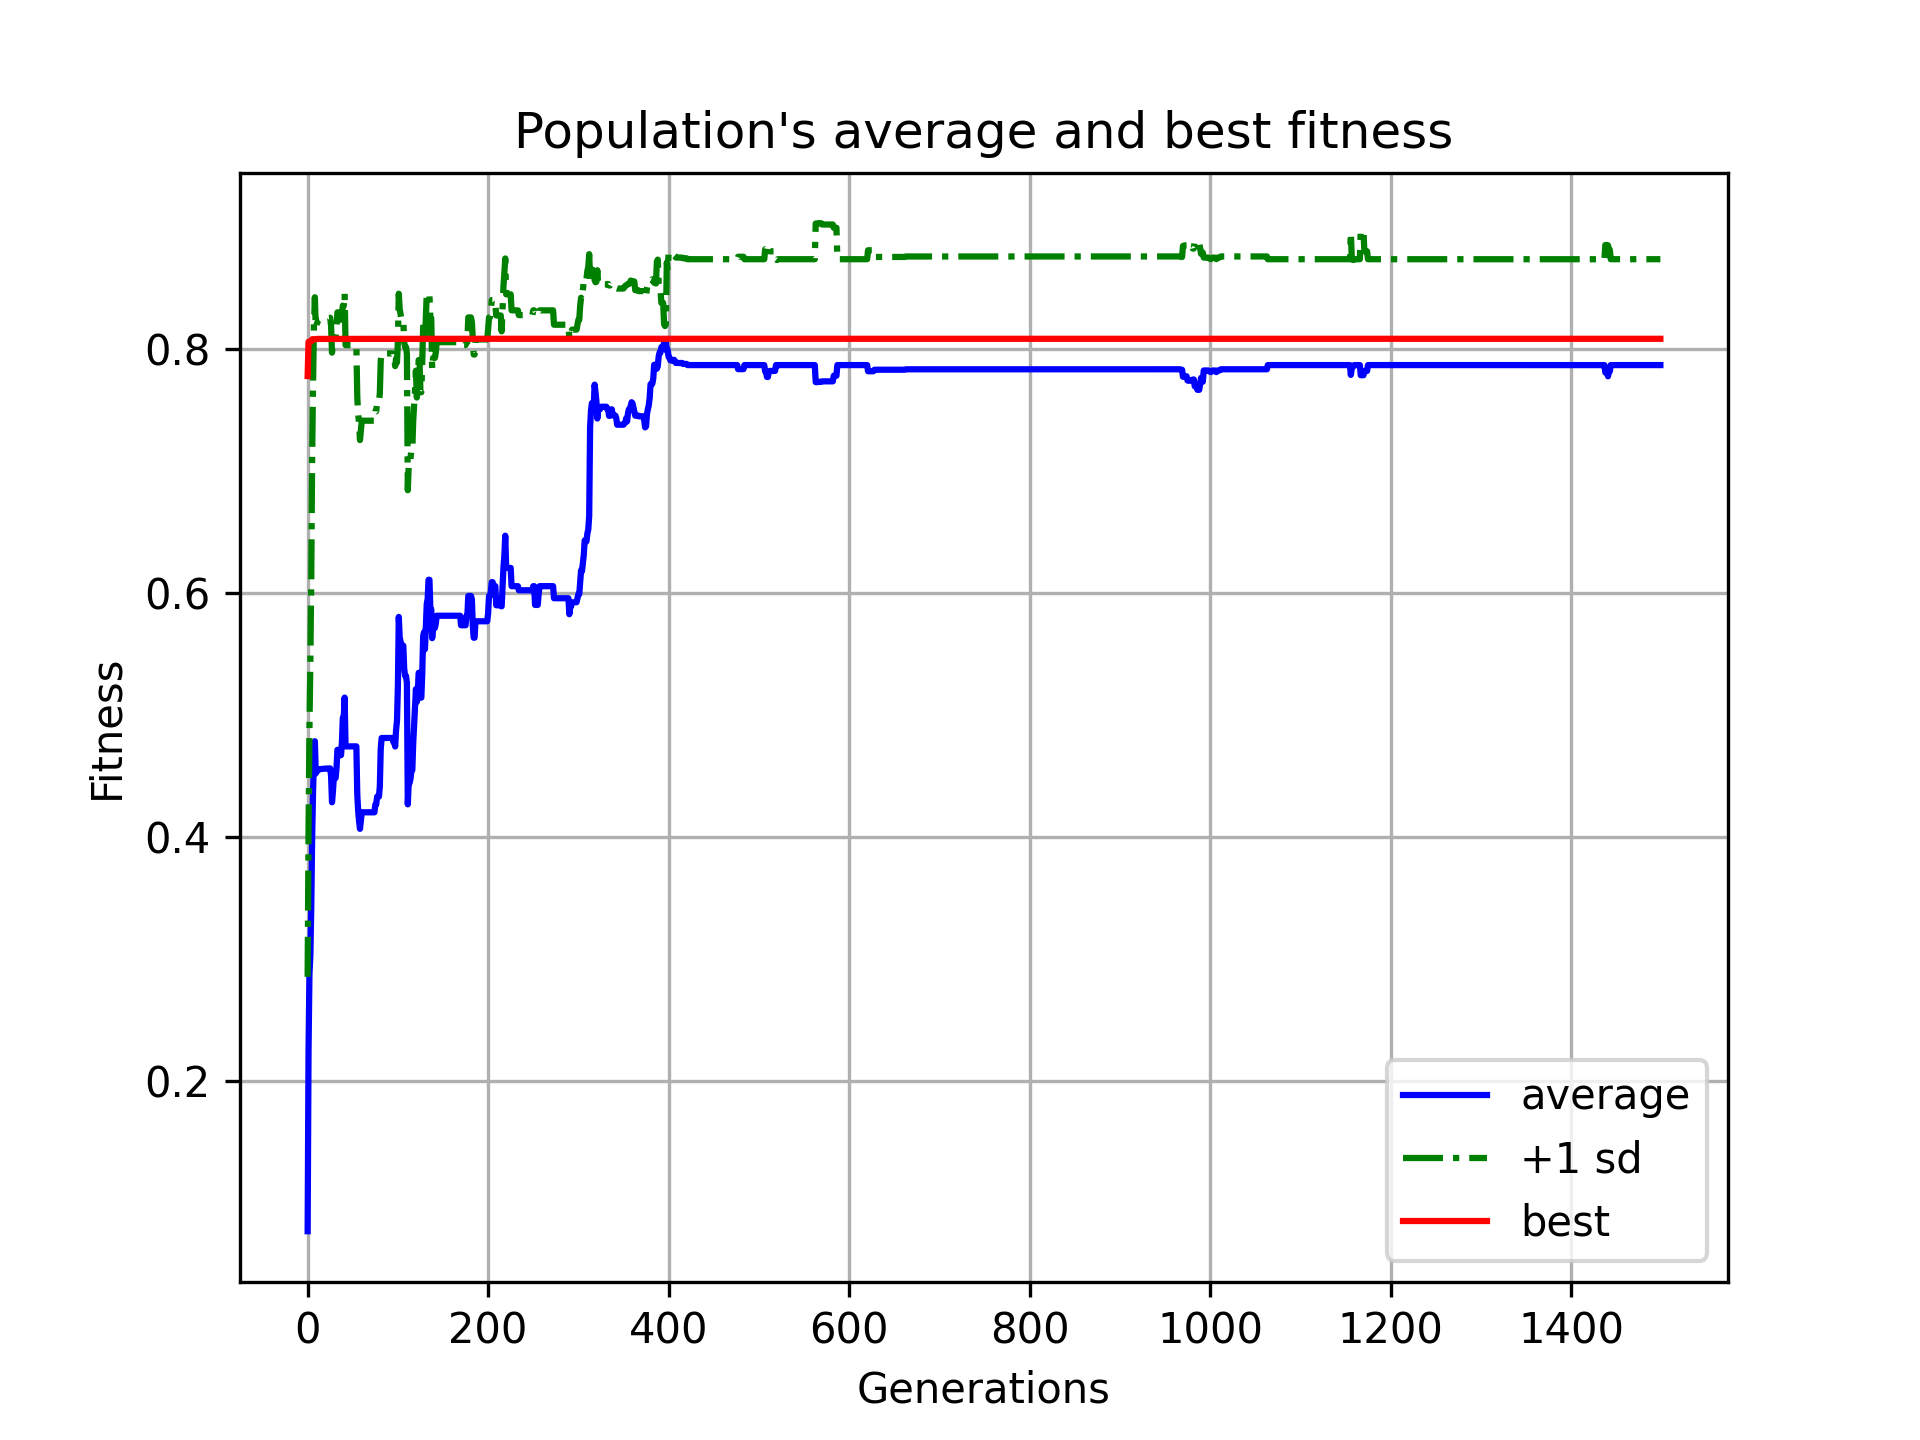 Population's average and best fitness
Fitness
0.8
0.6
0.4
0.2
0 200 400 600 800 1000 1200 1400
Generations
average
+1 sd
best